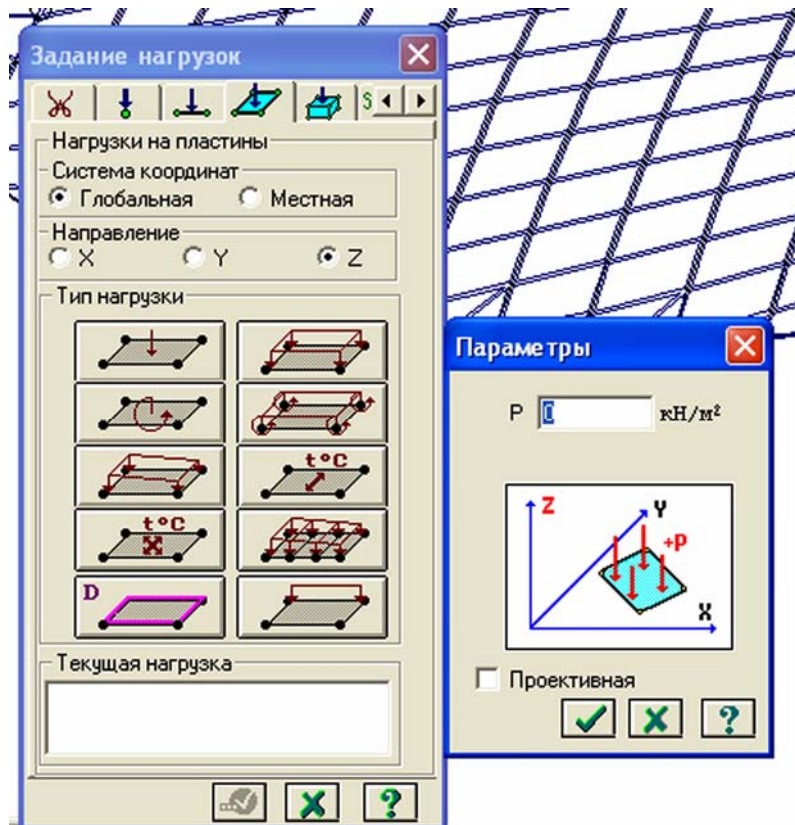 Задание нагрузок
S
Нагрузки на пластины
Система координат
Глобальная Местная
Направление
X Y Z
Тип нагрузки
t°C
t°C
D
Текущая нагрузка
?
Параметры
P 0 кН/м²
Z
Y
+p
X
Проективная
?